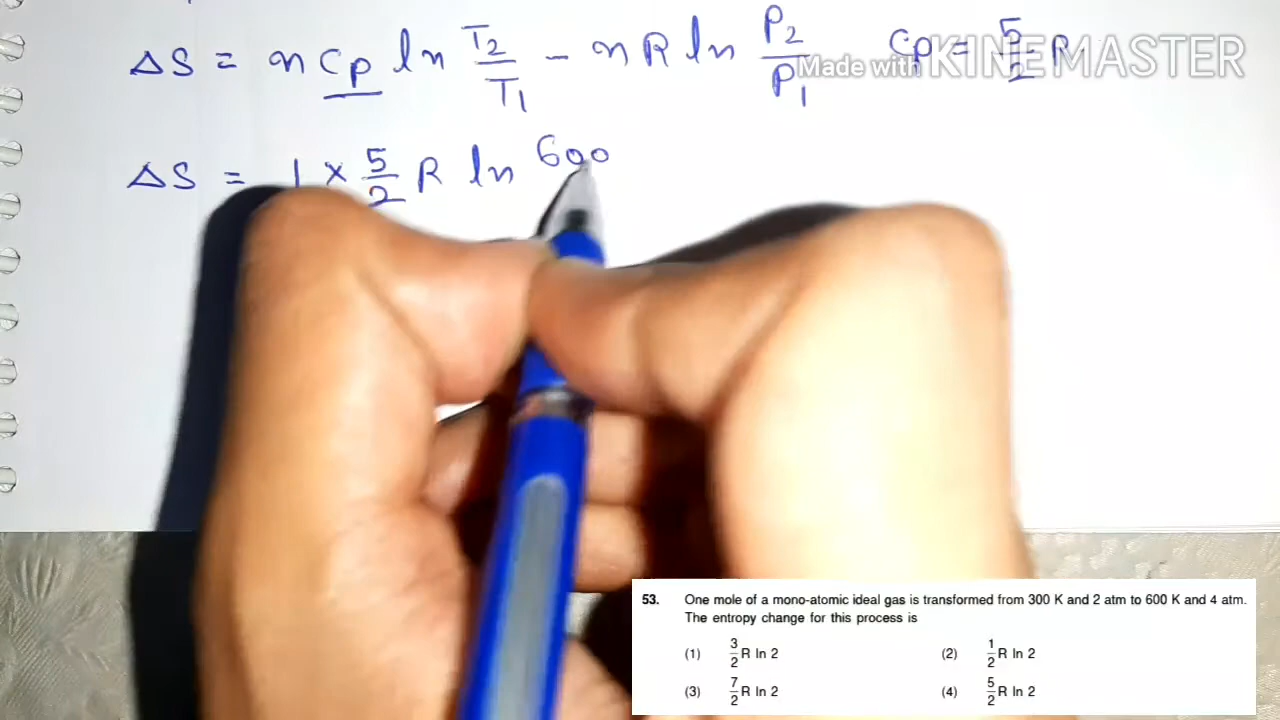 ΔS = n Cp ln T2/T1 - n R ln P2/P1 Cp = 5/2 R
Made with KINEMASTER
ΔS = 1 × 5/2 R ln 600
53. One mole of a mono-atomic ideal gas is transformed from 300 K and 2 atm to 600 K and 4 atm.
The entropy change for this process is
(1) 3/2 R ln 2 (2) 1/2 R ln 2
(3) 7/2 R ln 2 (4) 5/2 R ln 2